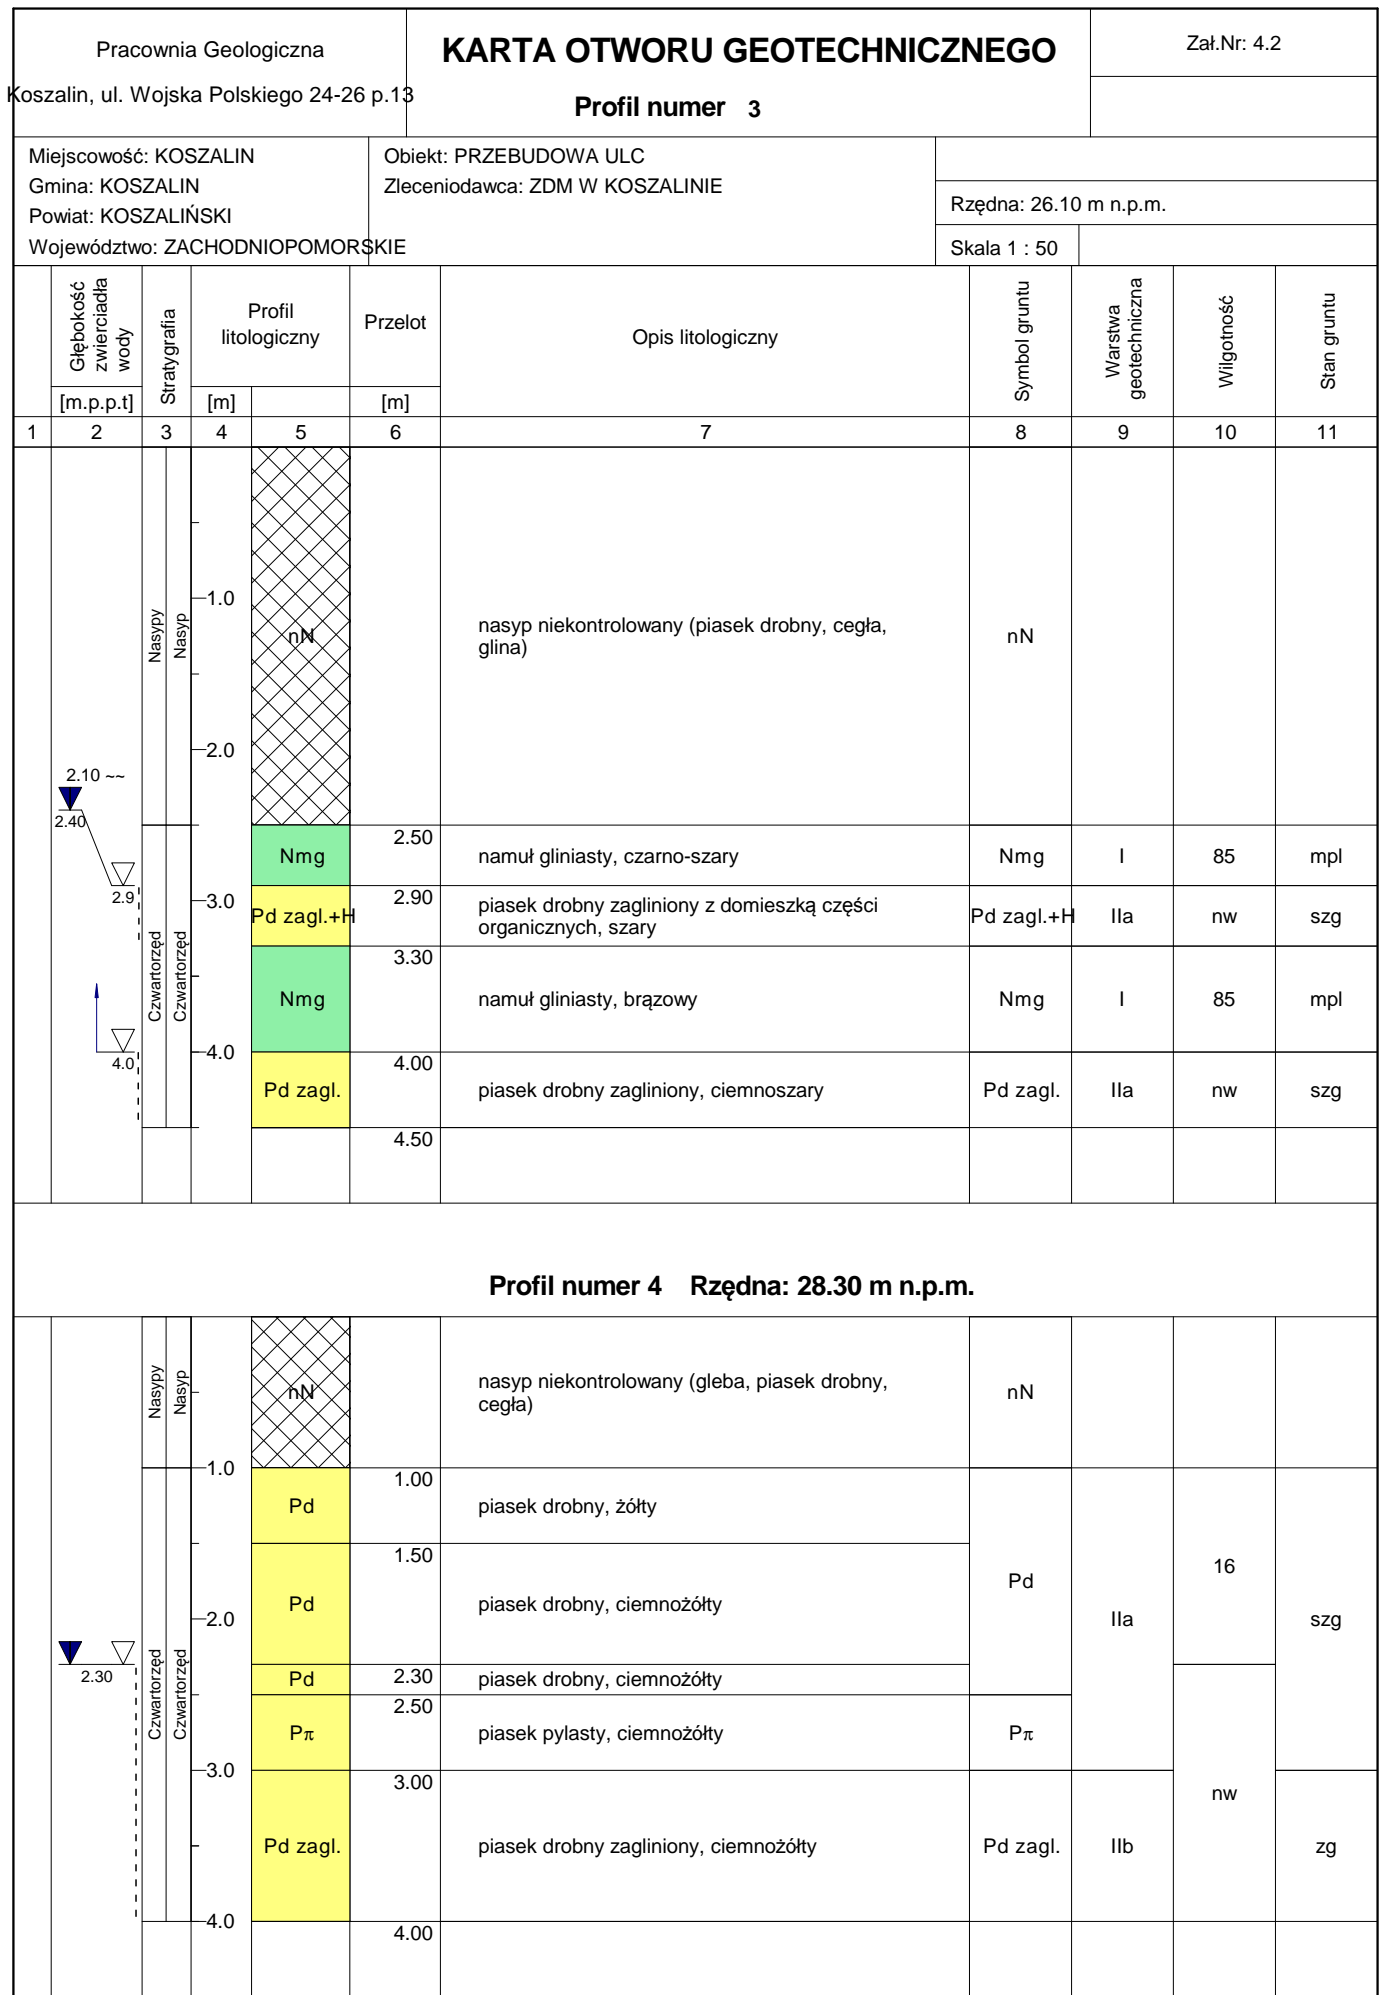 Pracownia Geologiczna
Koszalin, ul. Wojska Polskiego 24-26 p.13
KARTA OTWORU GEOTECHNICZNEGO
Profil numer 3
Zał.Nr: 4.2
Miejscowość: KOSZALIN
Gmina: KOSZALIN
Powiat: KOSZALIŃSKI
Województwo: ZACHODNIOPOMORSKIE
Obiekt: PRZEBUDOWA ULC
Zleceniodawca: ZDM W KOSZALINIE
Rzędna: 26.10 m n.p.m.
Skala 1 : 50
Głębokość
zwierciadła
wody
[m.p.p.t]
Stratygrafia
Profil
litologiczny
[m]
Przelot
[m]
Opis litologiczny
Symbol gruntu
Warstwa
geotechniczna
Wilgotność
Stan gruntu
1 2 3 4 5 6 7 8 9 10 11
Nasypy
Nasyp
1.0
nN
nasyp niekontrolowany (piasek drobny, cegła,
glina)
nN
2.0
2.10 ~~
2.40
2.50
Nmg
namuł gliniasty, czarno-szary
Nmg I 85 mpl
2.9
3.0
2.90
Pd zagl.+H
piasek drobny zagliniony z domieszką części
organicznych, szary
Pd zagl.+H IIa nw szg
Czwartorzęd
Czwartorzęd
3.30
Nmg
namuł gliniasty, brązowy
Nmg I 85 mpl
4.0
4.0
4.00
Pd zagl.
piasek drobny zagliniony, ciemnoszary
Pd zagl. IIa nw szg
4.50
Profil numer 4 Rzędna: 28.30 m n.p.m.
Nasypy
Nasyp
nN
nasyp niekontrolowany (gleba, piasek drobny,
cegła)
nN
1.0
1.00
Pd
piasek drobny, żółty
1.50
Pd
piasek drobny, ciemnożółty
Pd
16
2.0
IIa
szg
2.30
Czwartorzęd
Czwartorzęd
Pd
2.30
piasek drobny, ciemnożółty
2.50
Pπ
piasek pylasty, ciemnożółty
Pπ
3.0
3.00
nw
Pd zagl.
piasek drobny zagliniony, ciemnożółty
Pd zagl. IIb zg
4.0
4.00